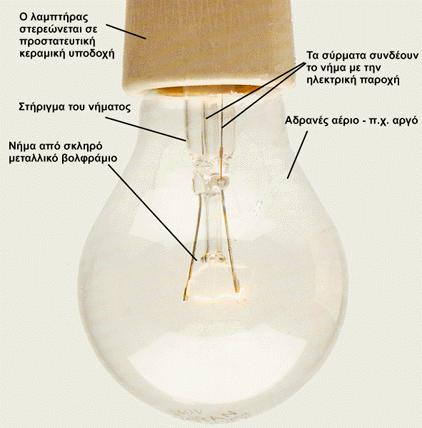 Ο λαμπτήρας
στερεώνεται σε
προστατευτική
κεραμική υποδοχή
Τα σύρματα συνδέουν
το νήμα με την
ηλεκτρική παροχή
Στήριγμα του νήματος
Αδρανές αέριο - π.χ. αργό
Νήμα από σκληρό
μεταλλικό βολφράμιο